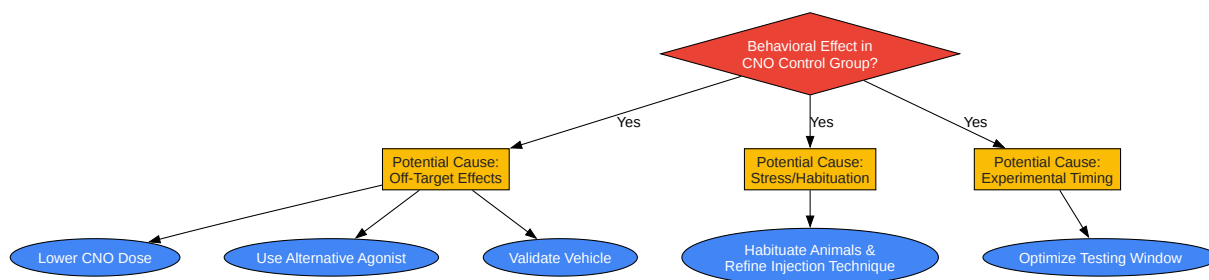 Behavioral Effect in
CNO Control Group?
Yes
Yes
Yes
Potential Cause:
Off-Target Effects
Potential Cause:
Stress/Habituation
Potential Cause:
Experimental Timing
Lower CNO Dose
Use Alternative Agonist
Validate Vehicle
Habituate Animals &
Refine Injection Technique
Optimize Testing Window